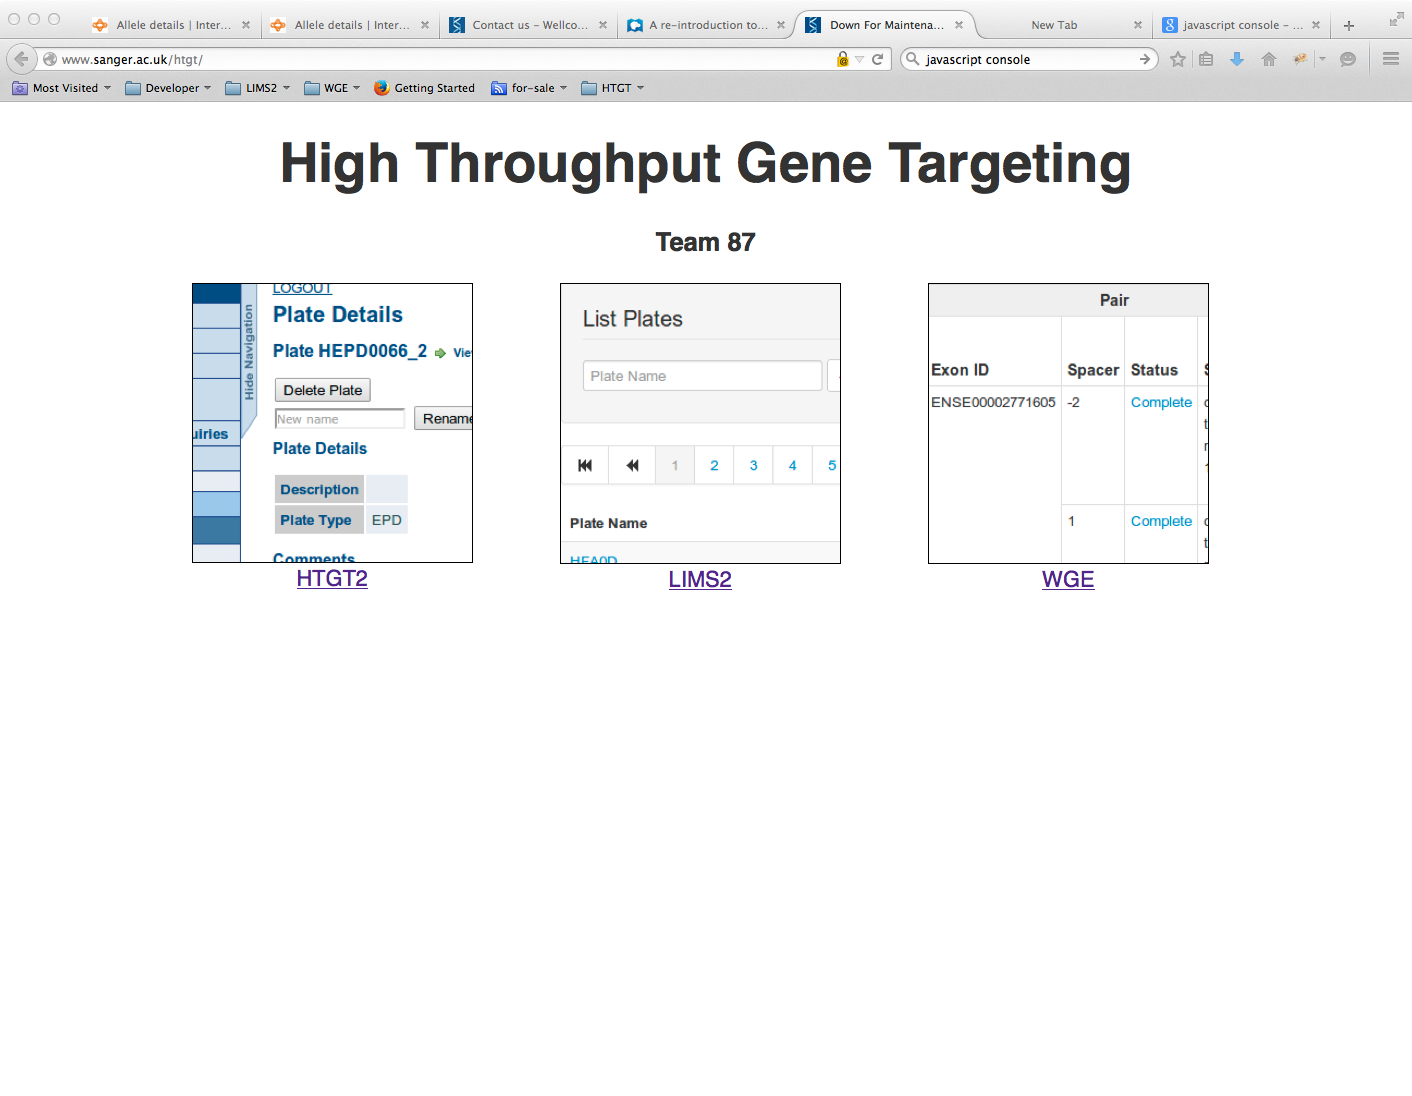 Allele details | Inter...
Allele details | Inter...
Contact us – Wellco...
A re-introduction to...
Down For Maintena...
New Tab
javascript console – ...
www.sanger.ac.uk/htgt/
javascript console
Most Visited
Developer
LIMS2
WGE
Getting Started
for-sale
HTGT
High Throughput Gene Targeting
Team 87
LOGOUT
Hide Navigation
Plate Details
Plate HEPD0066_2
Delete Plate
New name
Rename
Plate Details
Description
Plate Type EPD
Comments
HTGT2
List Plates
Plate Name
1 2 3 4 5
Plate Name
LIMS2
Pair
Exon ID Spacer Status
ENSE00002771605 -2 Complete
1 Complete
WGE